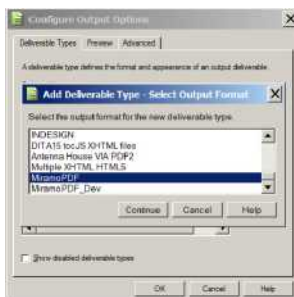 Configure Output Options
Deliverable Types Preview Advanced
A deliverable type defines the format and appearance of an output deliverable.
Add Deliverable Type - Select Output Format
Select the output format for the new deliverable type.
INDESIGN
DITA15 tocJS XHTML files
Antenna House VIA PDF2
Multiple XHTML HTML5
MiramoPDF
MiramoPDF_Dev
Continue Cancel Help
Show disabled deliverable types
OK Cancel Help